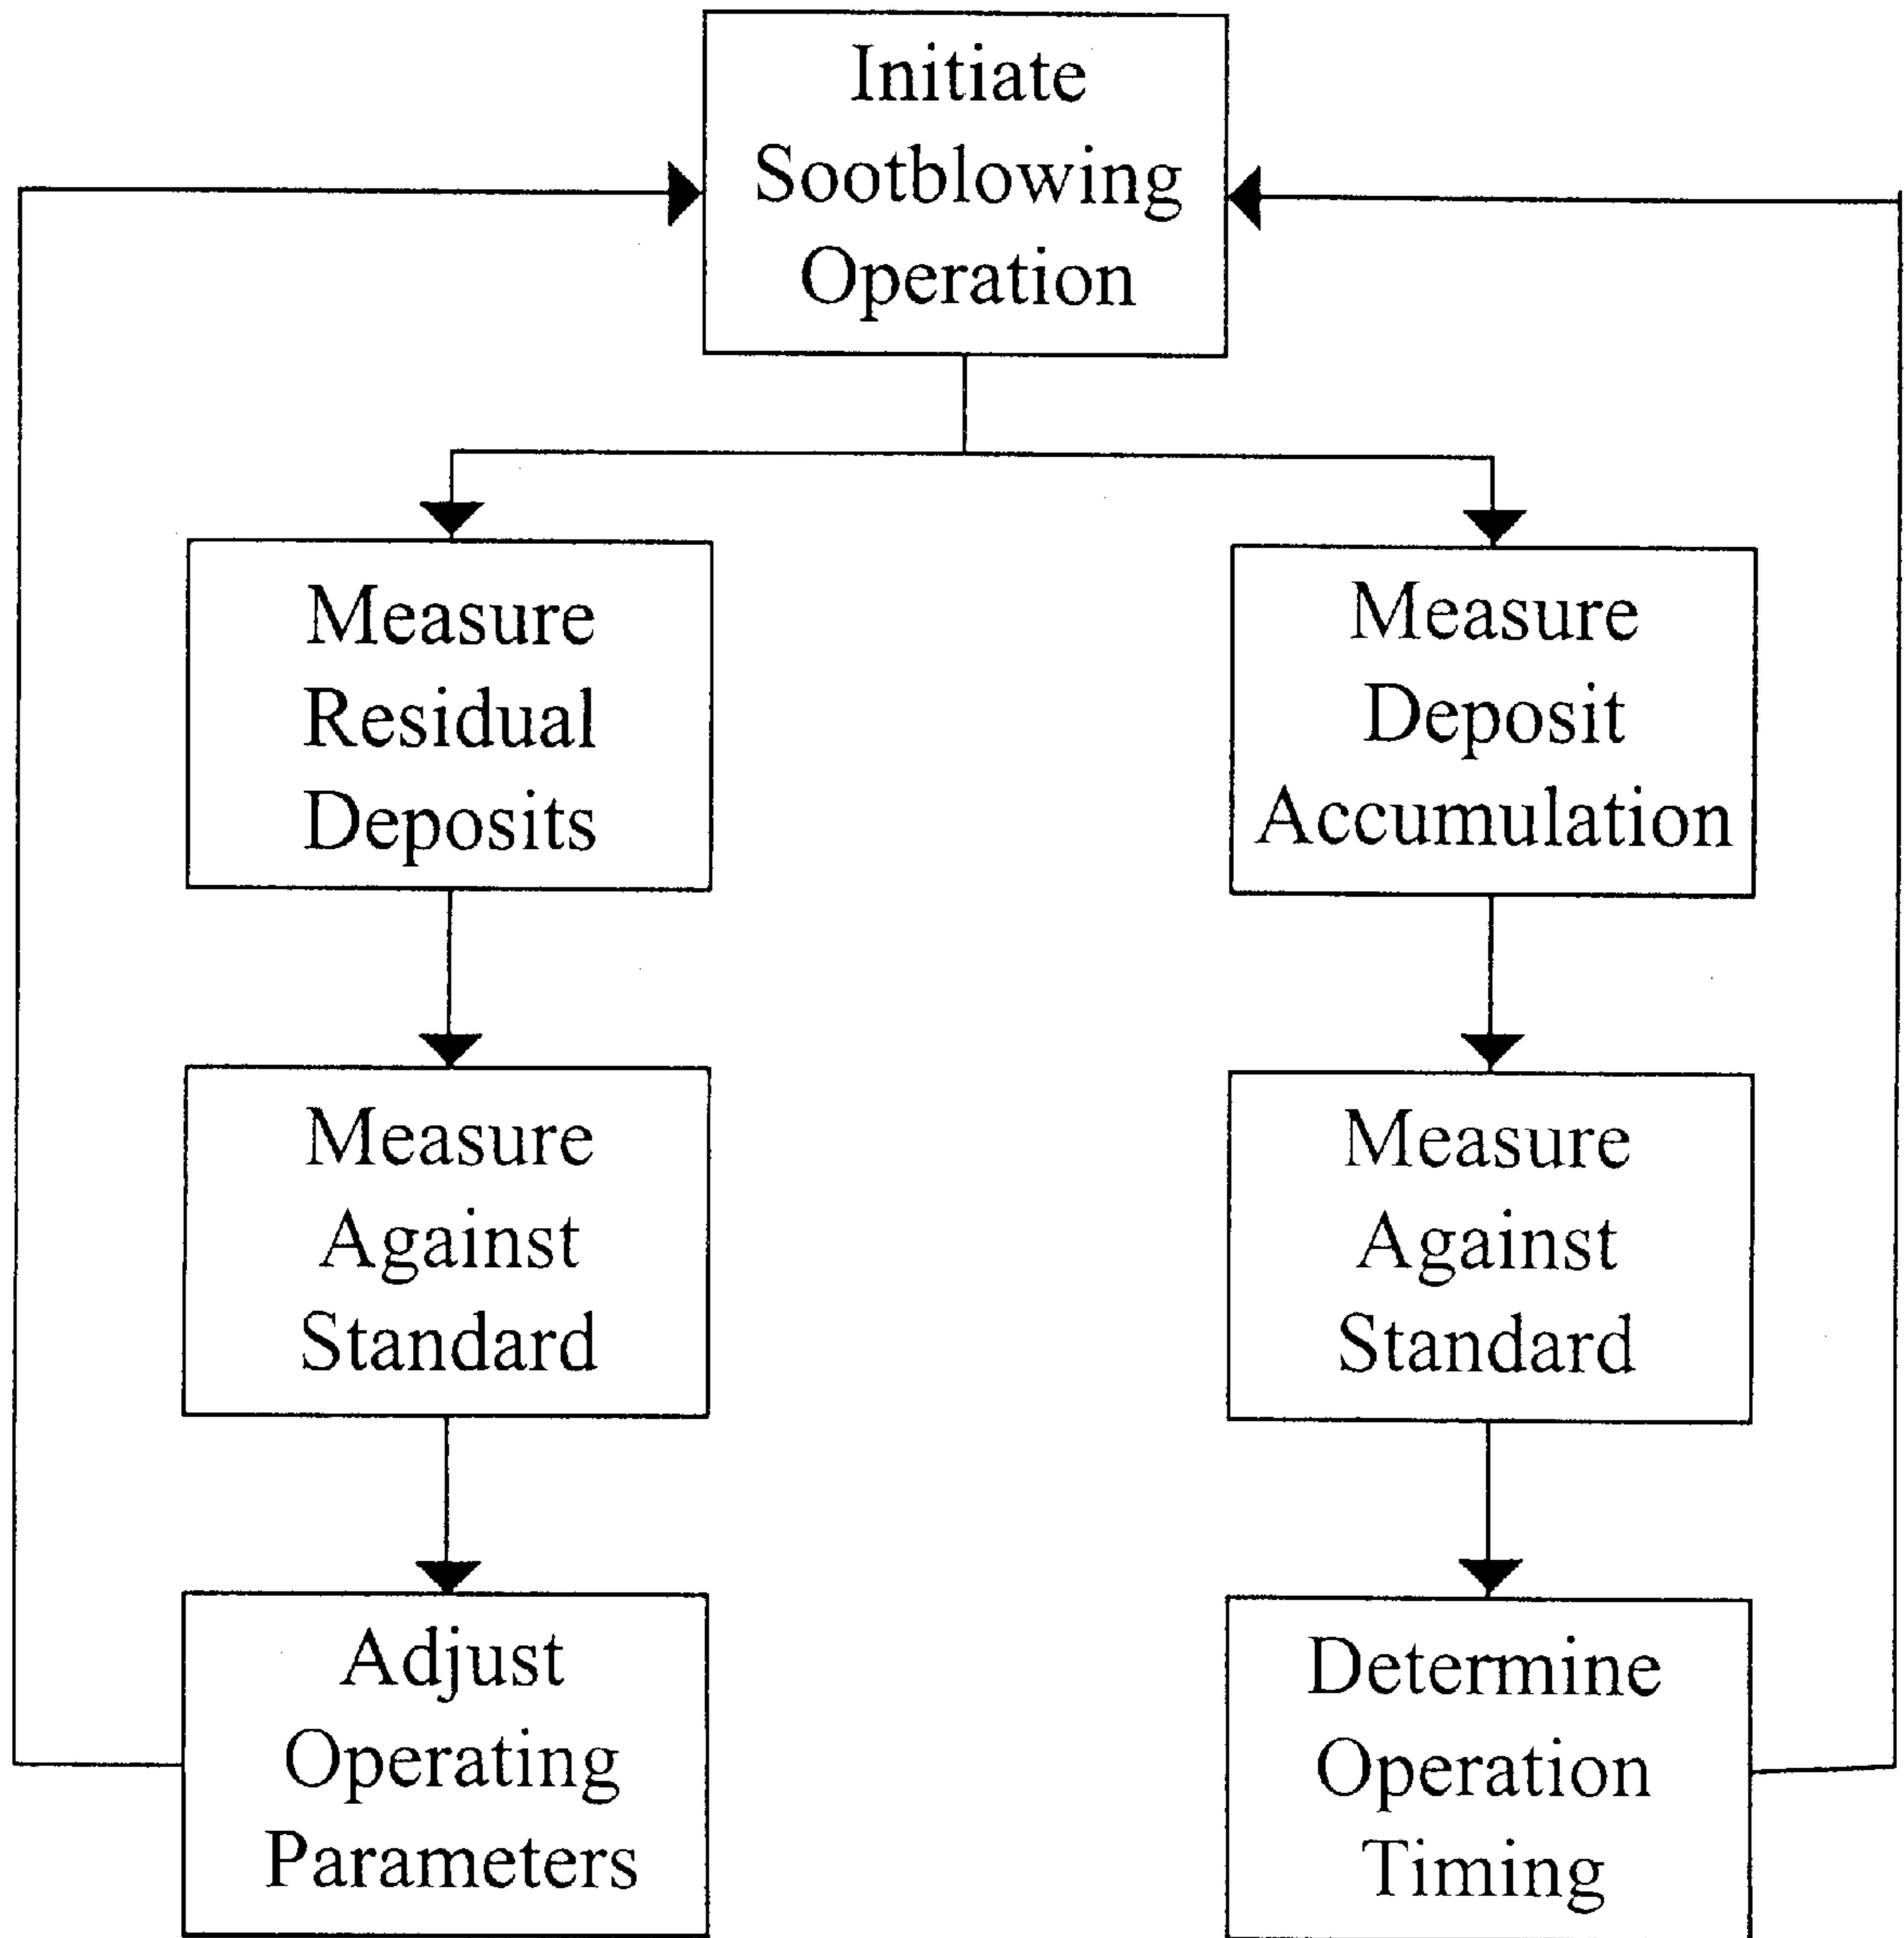 Initiate
Sootblowing
Operation
Measure
Residual
Deposits
Measure
Deposit
Accumulation
Measure
Against
Standard
Measure
Against
Standard
Adjust
Operating
Parameters
Determine
Operation
Timing